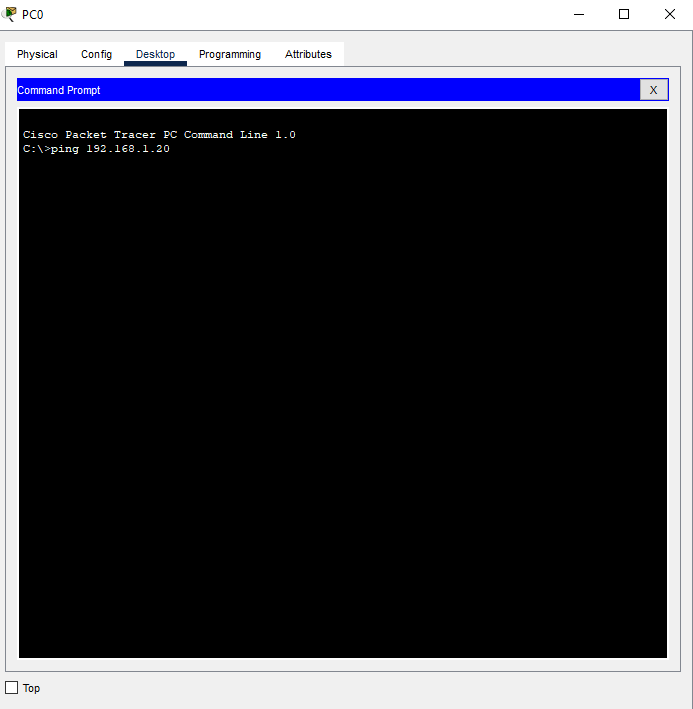 PC0
Physical Config Desktop Programming Attributes
Command Prompt X
Cisco Packet Tracer PC Command Line 1.0
C:\>ping 192.168.1.20
Top